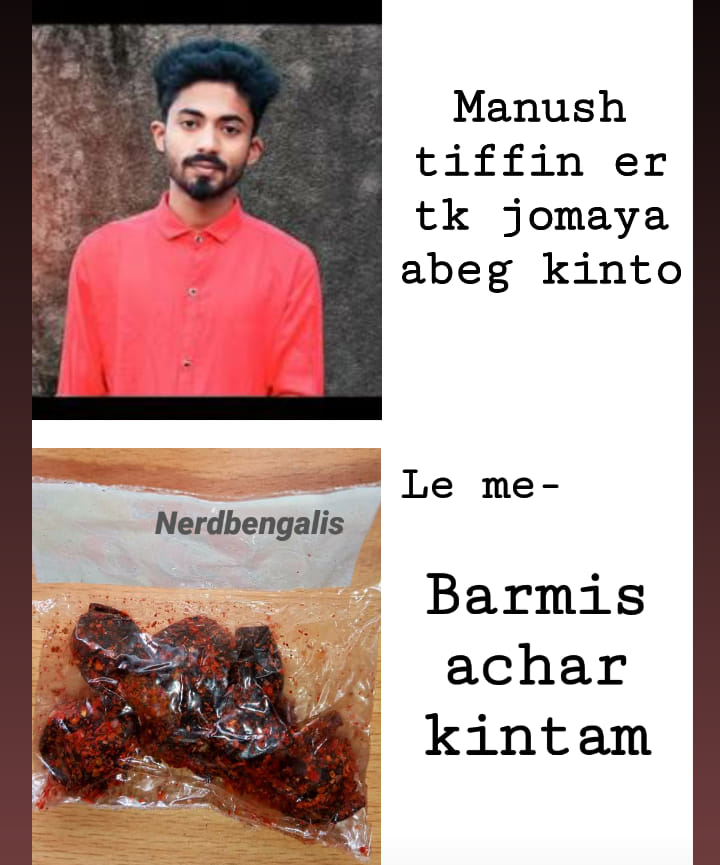 Manush
tiffin er
tk jomaya
abeg kinto
Le me-
Nerdbengalis
Barmis
achar
kintam